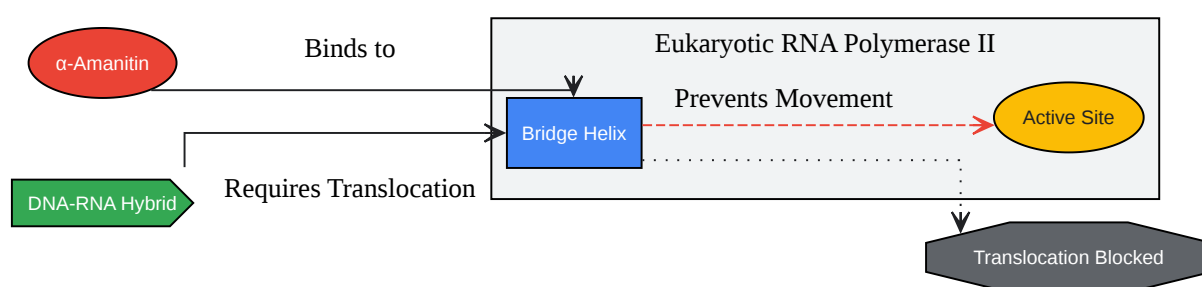 Eukaryotic RNA Polymerase II
Binds to
α-Amanitin
Prevents Movement
Active Site
Bridge Helix
Requires Translocation
DNA-RNA Hybrid
Translocation Blocked